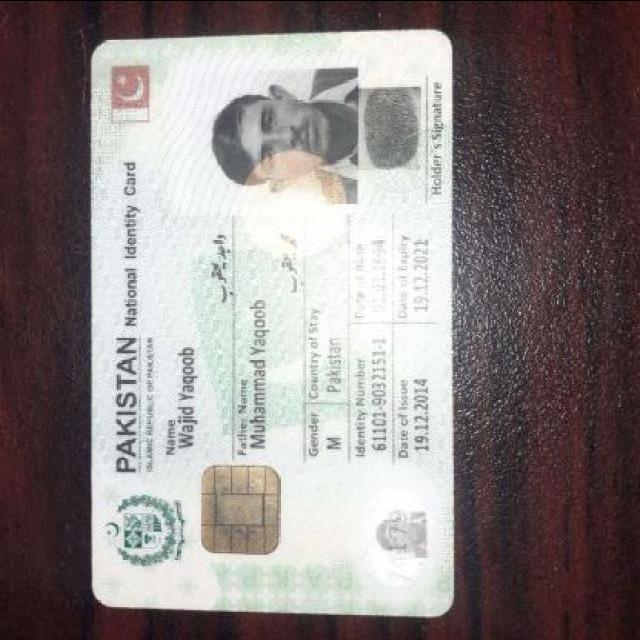 PAKISTAN National Identity Card
ISLAMIC REPUBLIC OF PAKISTAN
Name
Wajid Yaqoob
واجد یعقوب
Father Name
Muhammad Yaqoob
محمد یعقوب
Gender Country of Stay
M Pakistan
Identity Number Date of Birth
61101-9032151-1
Date of Issue Date of Expiry
19.12.2014 19.12.2021
Holder's Signature